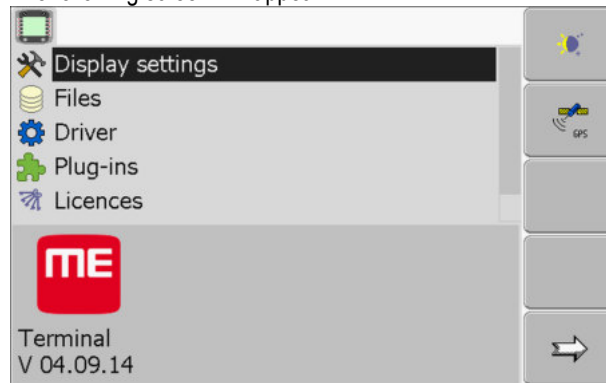 Display settings
Files
Driver
Plug-ins
Licences
GPS
ME
Terminal
V 04.09.14